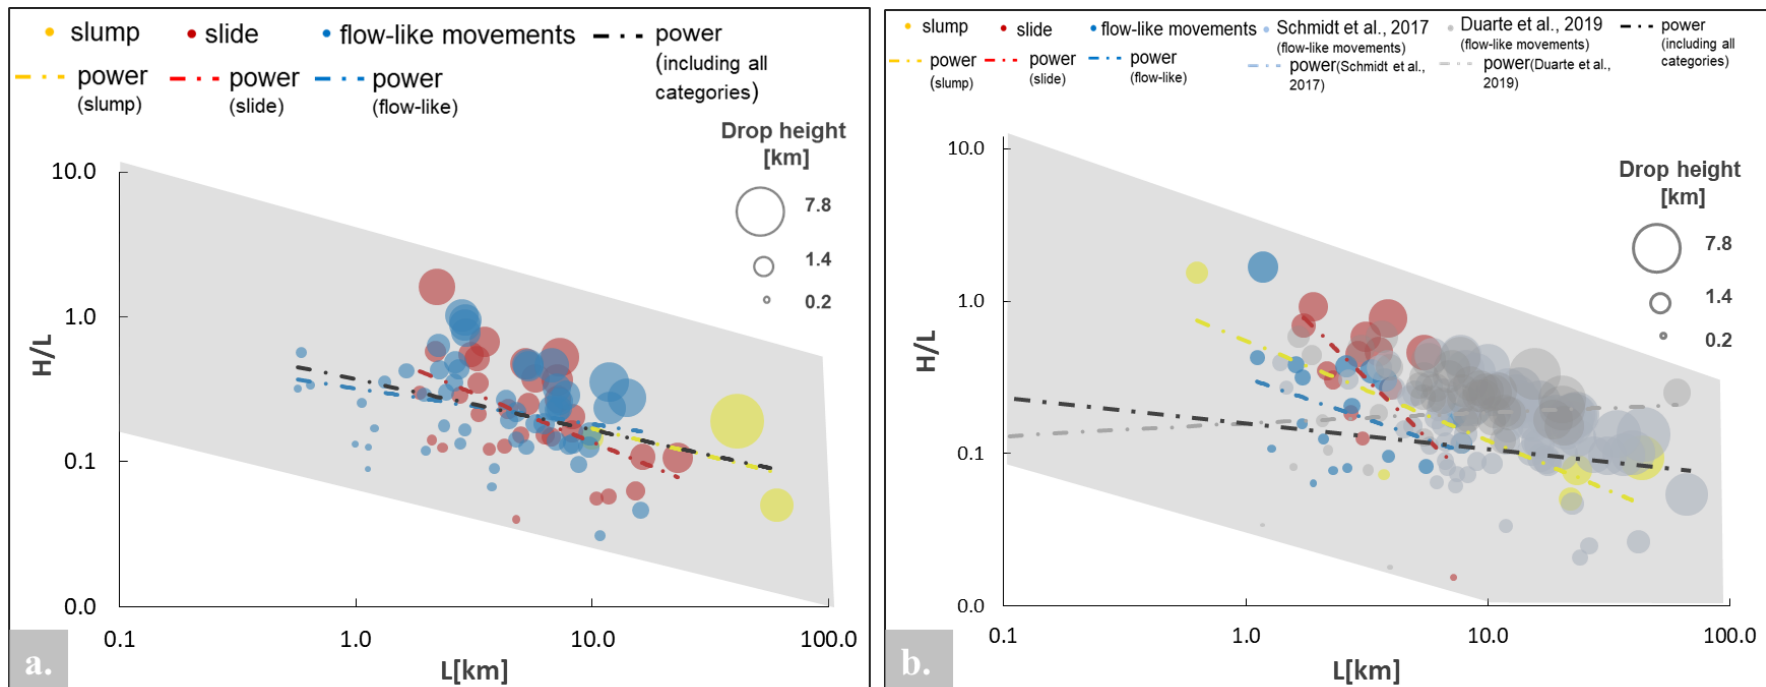 slump
slide
flow-like movements
power
(including all
categories)
power
(slump)
power
(slide)
power
(flow-like)
Drop height
[km]
7.8
1.4
0.2
10.0
1.0
0.1
0.0
H/L
0.1
1.0
10.0
100.0
L[km]
a.
slump
slide
flow-like movements
Schmidt et al., 2017
(flow-like movements)
Duarte et al., 2019
(flow-like movements)
power
(including all
categories)
power
(slump)
power
(slide)
power
(flow-like)
power(Schmidt et al.,
2017)
power(Duarte et al.,
2019)
Drop height
[km]
7.8
1.4
0.2
10.0
1.0
0.1
0.0
H/L
0.1
1.0
10.0
100.0
L[km]
b.